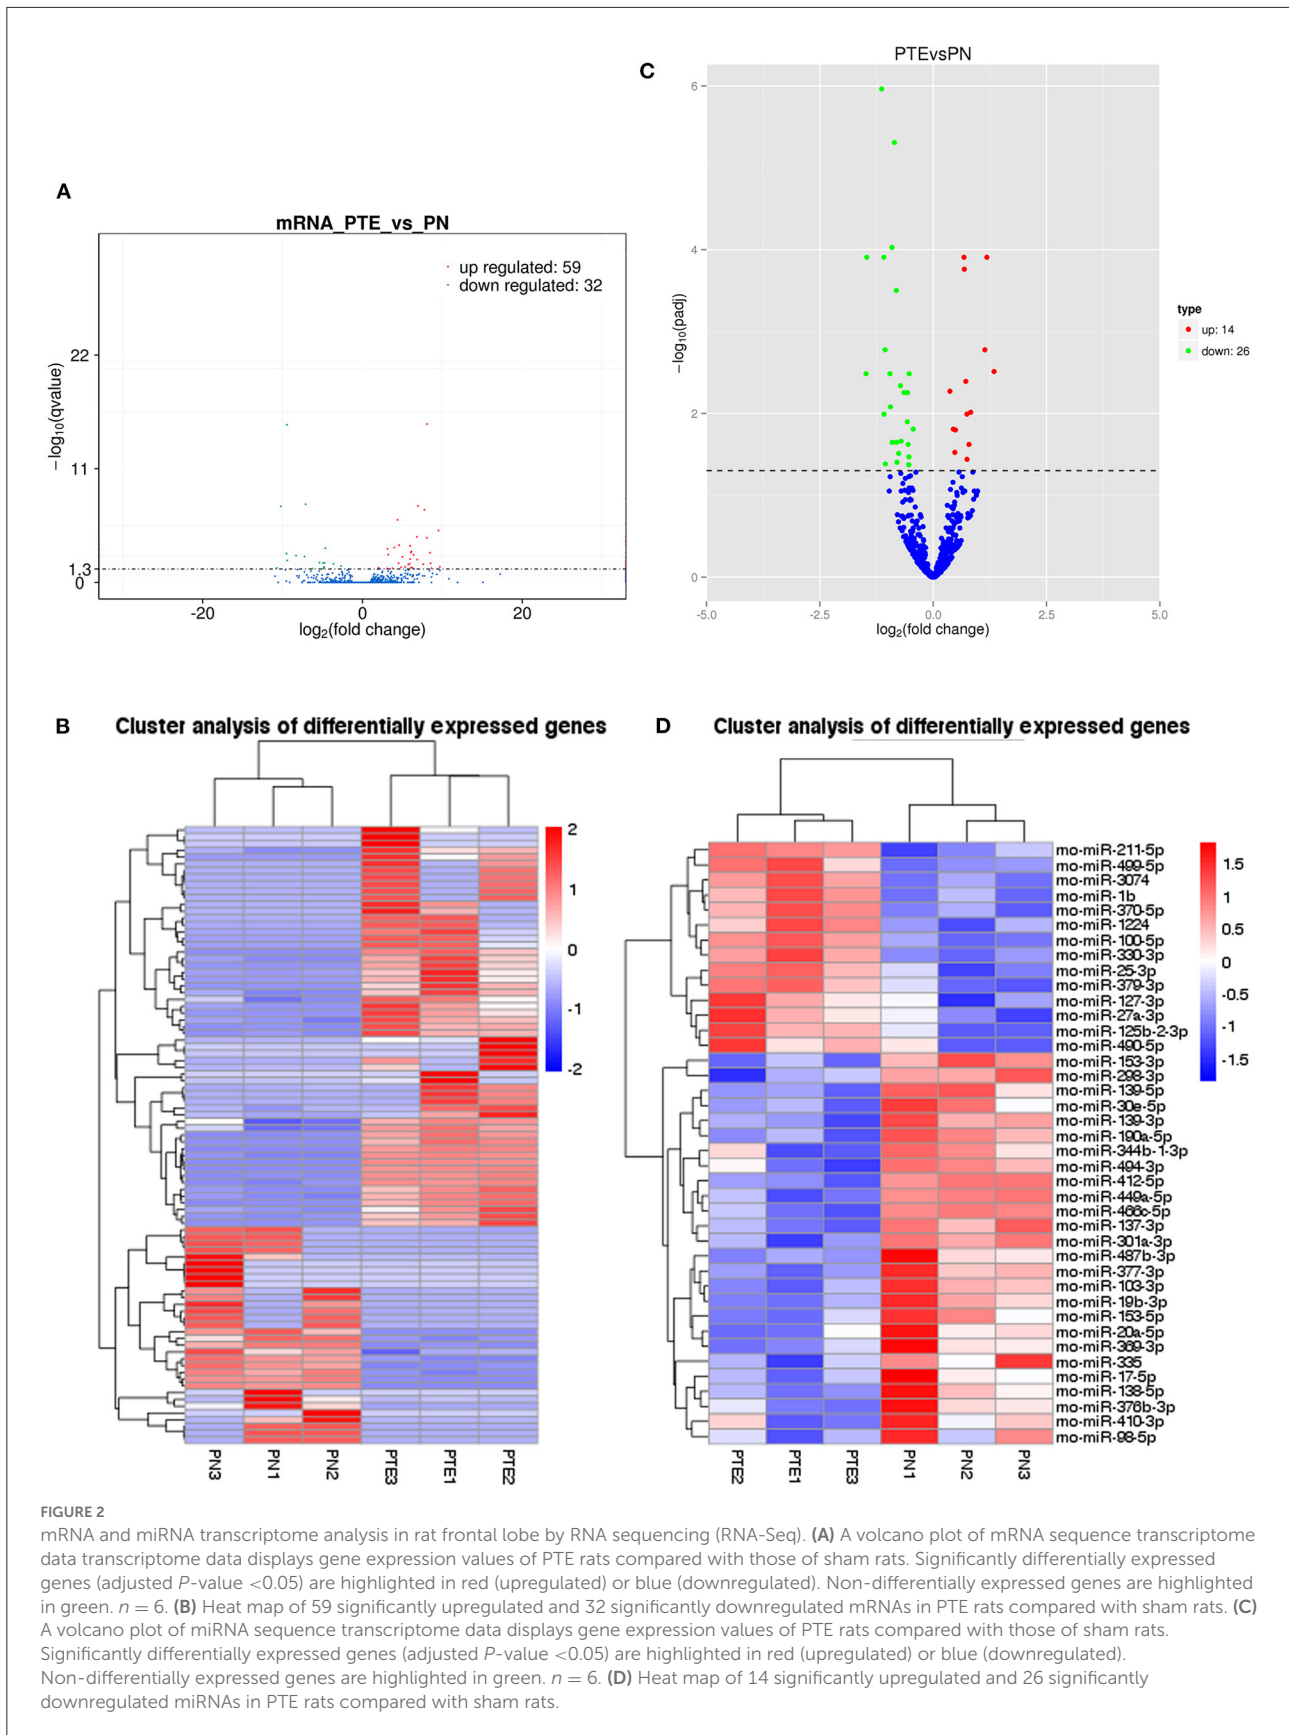 A
mRNA_PTE_vs_PN
up regulated: 59
down regulated: 32
−log10(qvalue)
22
11
1.3
0
-20
0
20
log2(fold change)
C
PTEvsPN
−log10(padj)
6
4
2
0
-5.0
-2.5
0.0
2.5
5.0
log2(fold change)
type
up: 14
down: 26
B
Cluster analysis of differentially expressed genes
2
1
0
-1
-2
PN3
PN1
PN2
PTE3
PTE1
PTE2
D
Cluster analysis of differentially expressed genes
rno-miR-211-5p
rno-miR-499-5p
rno-miR-3074
rno-miR-1b
rno-miR-370-5p
rno-miR-1224
rno-miR-100-5p
rno-miR-330-3p
rno-miR-25-3p
rno-miR-379-3p
rno-miR-127-3p
rno-miR-27a-3p
rno-miR-125b-2-3p
rno-miR-490-5p
rno-miR-153-3p
rno-miR-298-3p
rno-miR-139-5p
rno-miR-30e-5p
rno-miR-139-3p
rno-miR-190a-5p
rno-miR-344b-1-3p
rno-miR-494-3p
rno-miR-412-5p
rno-miR-449a-5p
rno-miR-466c-5p
rno-miR-137-3p
rno-miR-301a-3p
rno-miR-487b-3p
rno-miR-377-3p
rno-miR-103-3p
rno-miR-19b-3p
rno-miR-153-5p
rno-miR-20a-5p
rno-miR-369-3p
rno-miR-335
rno-miR-17-5p
rno-miR-138-5p
rno-miR-376b-3p
rno-miR-410-3p
rno-miR-98-5p
1.5
1
0.5
0
-0.5
-1
-1.5
PTE2
PTE1
PTE3
PN1
PN2
PN3
FIGURE 2
mRNA and miRNA transcriptome analysis in rat frontal lobe by RNA sequencing (RNA-Seq). (A) A volcano plot of mRNA sequence transcriptome
data transcriptome data displays gene expression values of PTE rats compared with those of sham rats. Significantly differentially expressed
genes (adjusted P-value <0.05) are highlighted in red (upregulated) or blue (downregulated). Non-differentially expressed genes are highlighted
in green. n = 6. (B) Heat map of 59 significantly upregulated and 32 significantly downregulated mRNAs in PTE rats compared with sham rats. (C)
A volcano plot of miRNA sequence transcriptome data displays gene expression values of PTE rats compared with those of sham rats.
Significantly differentially expressed genes (adjusted P-value <0.05) are highlighted in red (upregulated) or blue (downregulated).
Non-differentially expressed genes are highlighted in green. n = 6. (D) Heat map of 14 significantly upregulated and 26 significantly
downregulated miRNAs in PTE rats compared with sham rats.